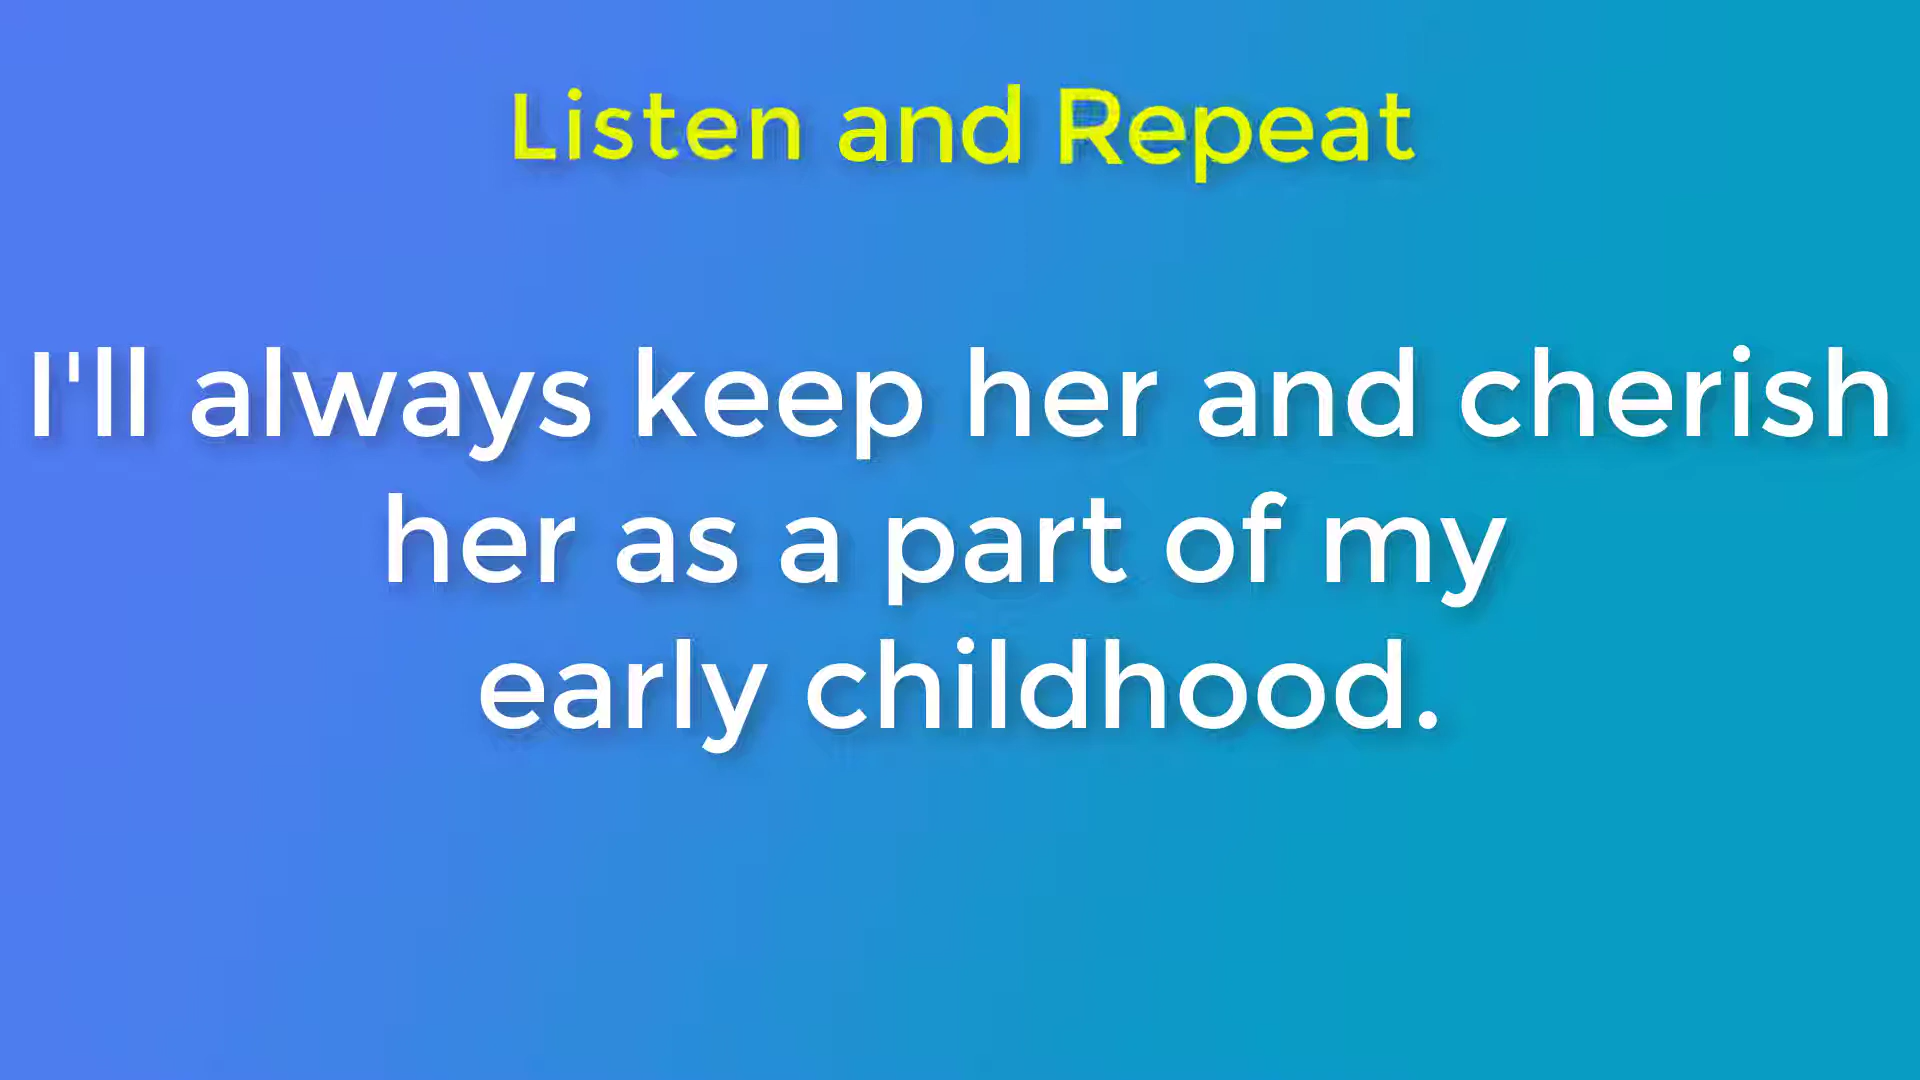 Listen and Repeat
I'll always keep her and cherish
her as a part of my
early childhood.